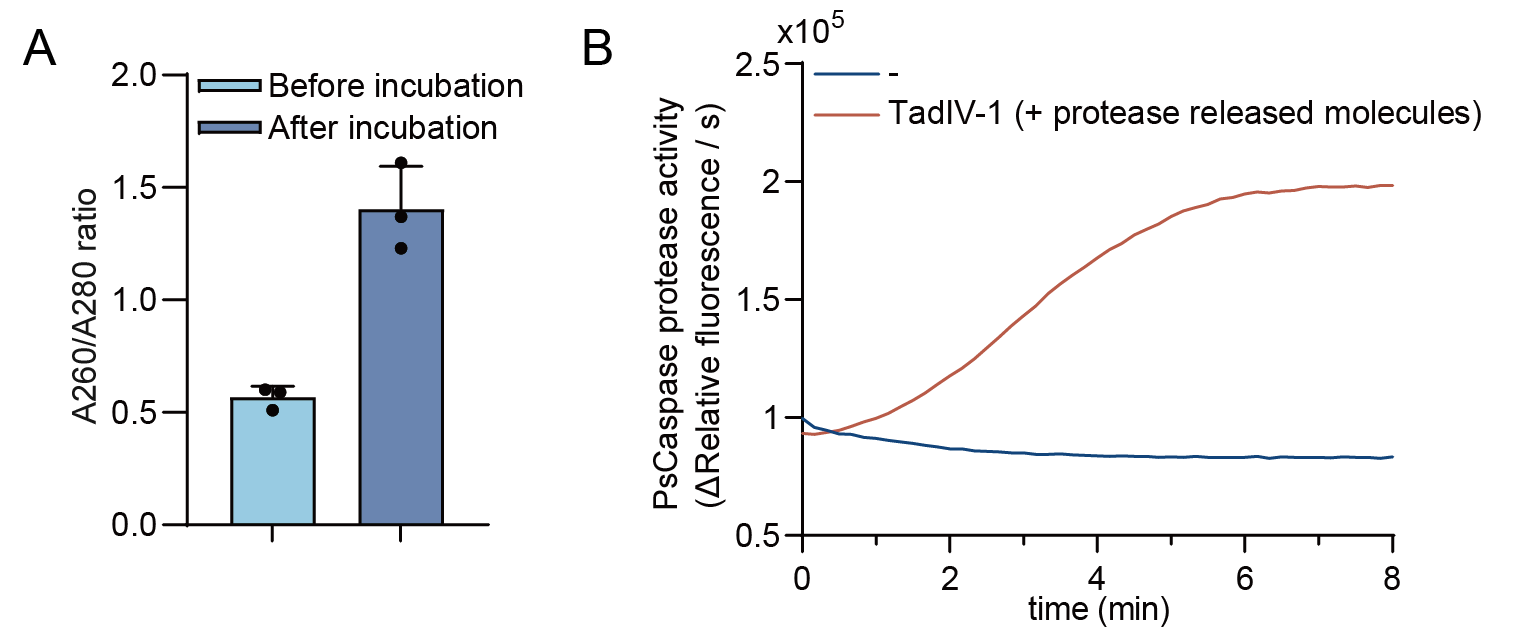 A
2.0
1.5
1.0
0.5
0.0
A260/A280 ratio
Before incubation
After incubation
B
x10⁵
2.5
2
1.5
1
0.5
PsCaspase protease activity
(ΔRelative fluorescence / s)
-
TadIV-1 (+ protease released molecules)
0 2 4 6 8
time (min)